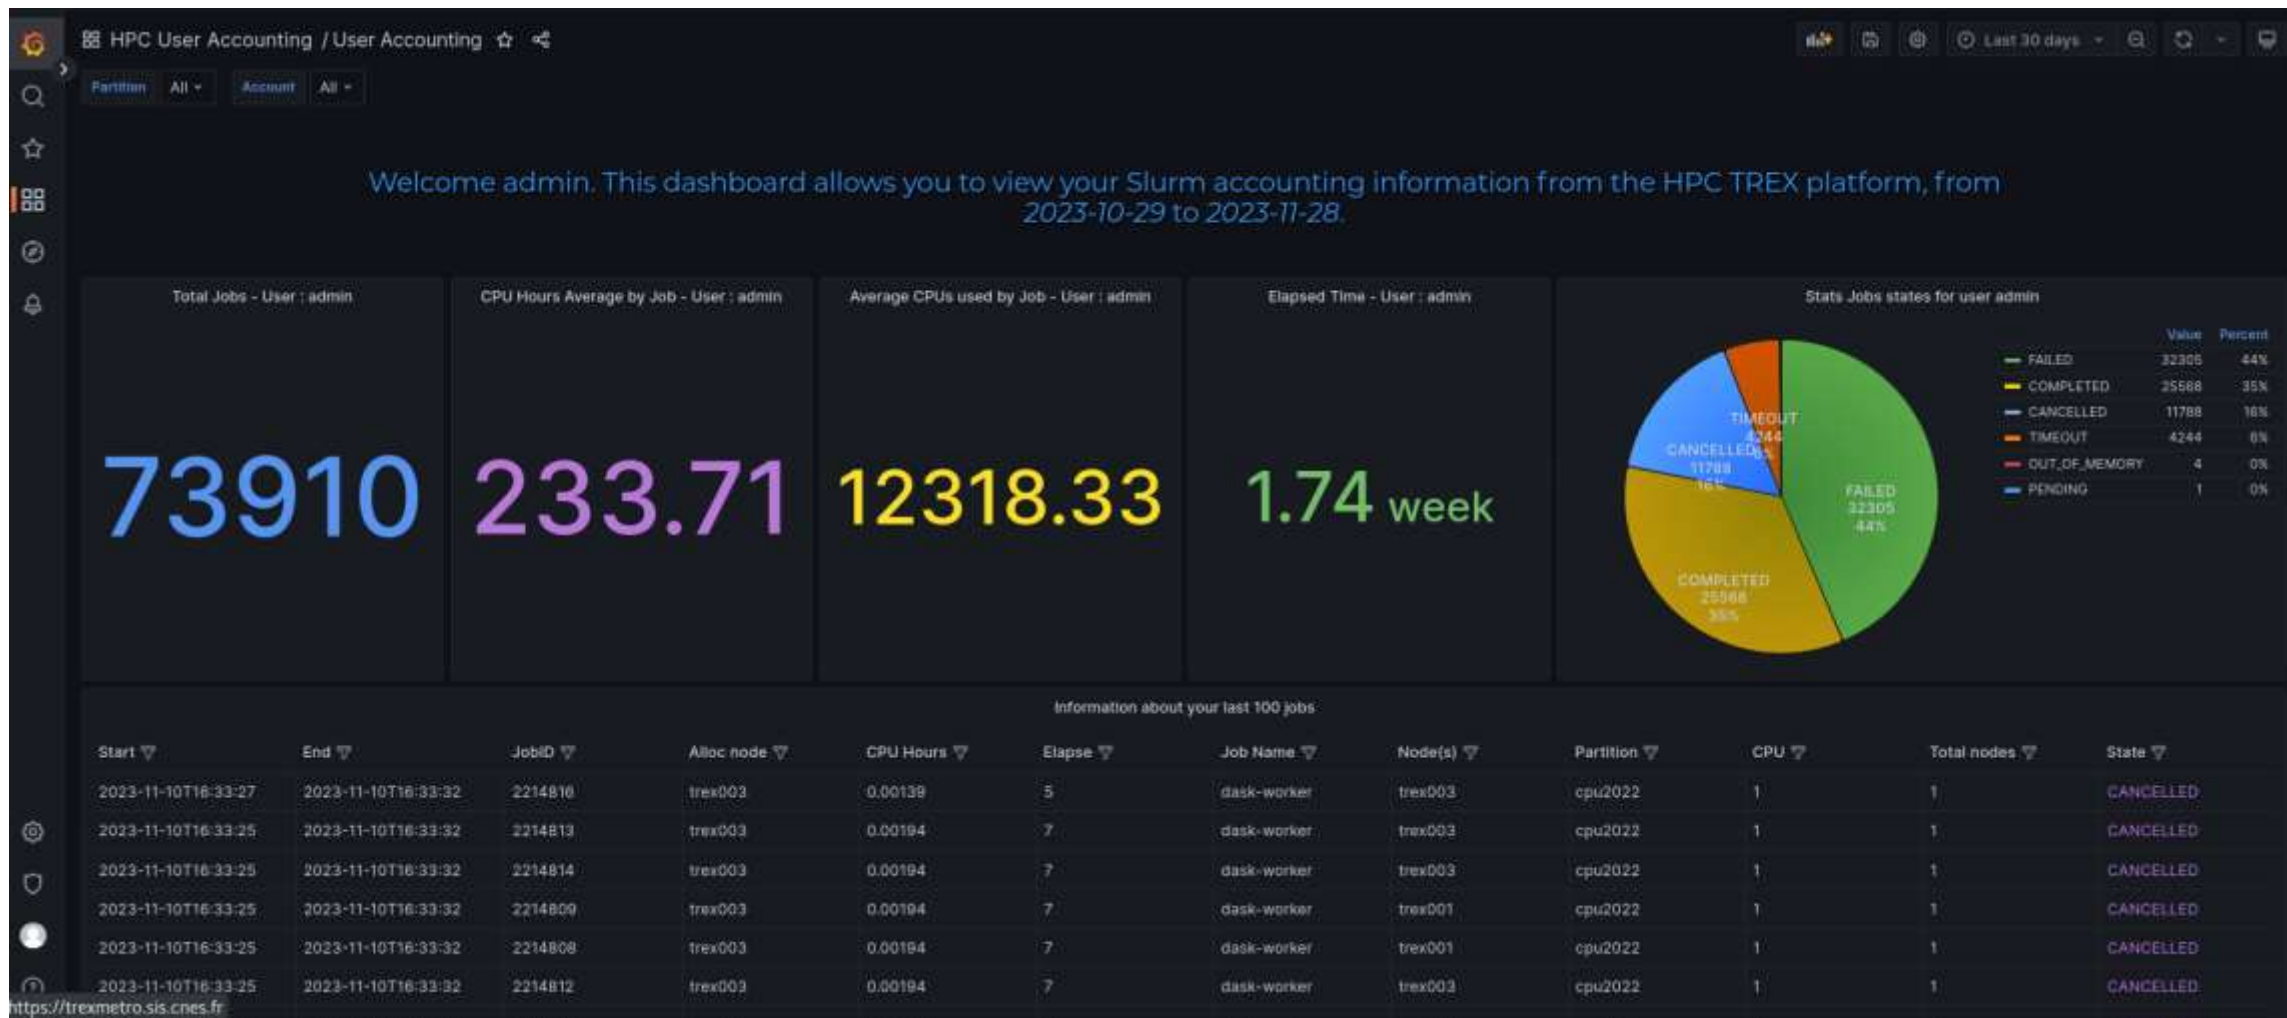 HPC User Accounting / User Accounting
Last 30 days
Partition All Account All
Welcome admin. This dashboard allows you to view your Slurm accounting information from the HPC TREX platform, from
2023-10-29 to 2023-11-28.
Total Jobs - User : admin
73910
CPU Hours Average by Job - User : admin
233.71
Average CPUs used by Job - User : admin
12318.33
Elapsed Time - User : admin
1.74 week
Stats Jobs states for user admin
TIMEOUT
4244
6%
CANCELLED
11788
16%
FAILED
32305
44%
COMPLETED
25568
35%
Value Percent
FAILED 32305 44%
COMPLETED 25568 35%
CANCELLED 11788 16%
TIMEOUT 4244 6%
OUT_OF_MEMORY 4 0%
PENDING 1 0%
Information about your last 100 jobs
Start End JobID Alloc node CPU Hours Elapse Job Name Node(s) Partition CPU Total nodes State
2023-11-10T16:33:27 2023-11-10T16:33:32 2214816 trex003 0.00139 5 dask-worker trex003 cpu2022 1 1 CANCELLED
2023-11-10T16:33:25 2023-11-10T16:33:32 2214813 trex003 0.00194 7 dask-worker trex003 cpu2022 1 1 CANCELLED
2023-11-10T16:33:25 2023-11-10T16:33:32 2214814 trex003 0.00194 7 dask-worker trex003 cpu2022 1 1 CANCELLED
2023-11-10T16:33:25 2023-11-10T16:33:32 2214809 trex003 0.00194 7 dask-worker trex001 cpu2022 1 1 CANCELLED
2023-11-10T16:33:25 2023-11-10T16:33:32 2214808 trex003 0.00194 7 dask-worker trex001 cpu2022 1 1 CANCELLED
2023-11-10T16:33:25 2023-11-10T16:33:32 2214812 trex003 0.00194 7 dask-worker trex003 cpu2022 1 1 CANCELLED
https://trexmetro.sis.cnes.fr